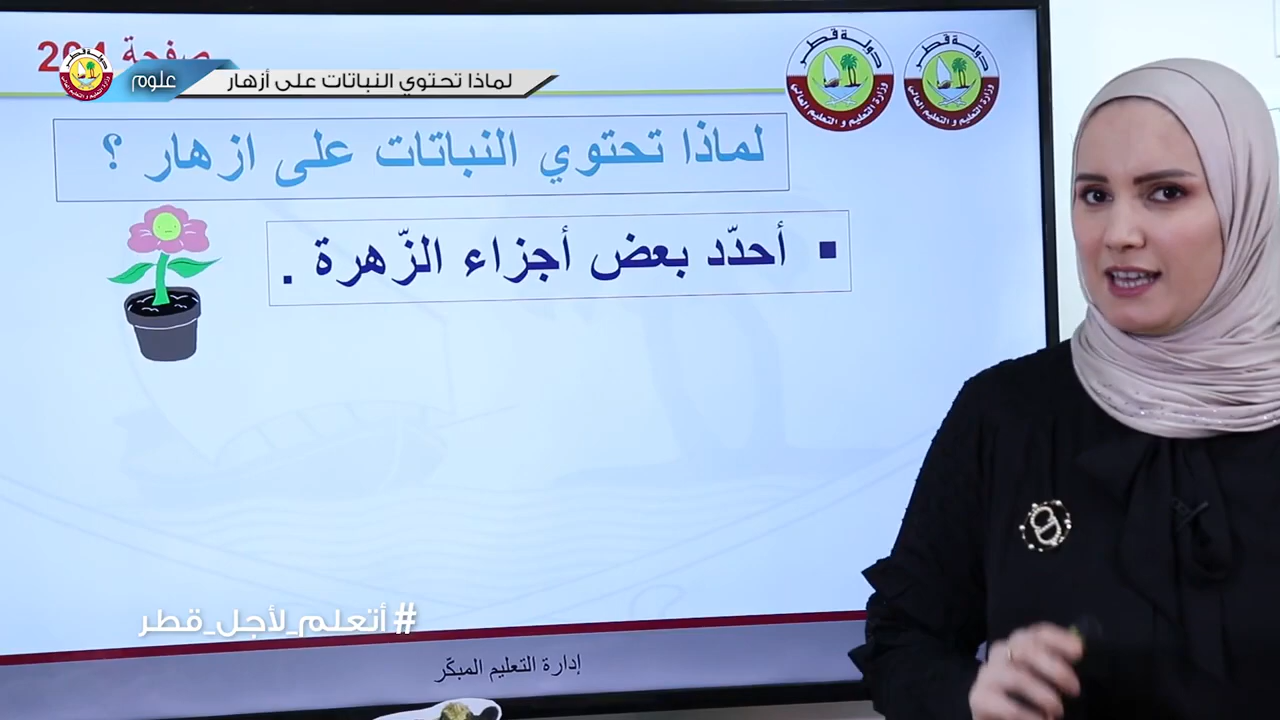 صفحة 294
علوم
لماذا تحتوي النباتات على أزهار
دولة قطر
وزارة التعليم و التعليم العالي
دولة قطر
وزارة التعليم و التعليم العالي
لماذا تحتوي النباتات على ازهار ؟
▪ أحدّد بعض أجزاء الزّهرة .
#أتعلم_لأجل_قطر
إدارة التعليم المبكّر